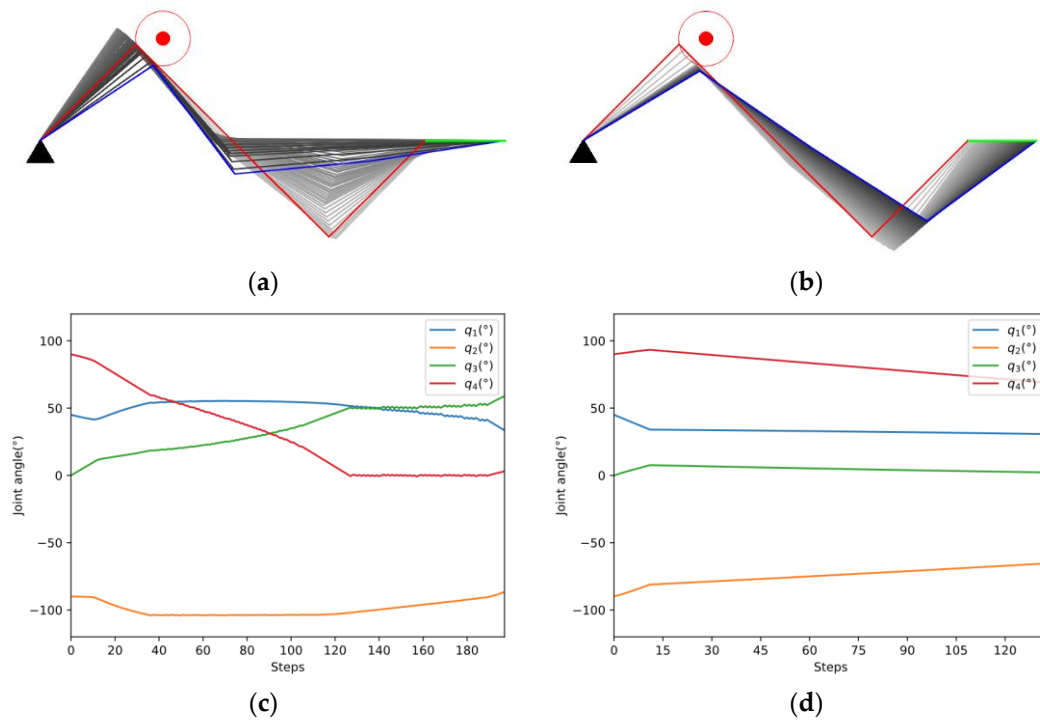 (a)
(b)
100
50
0
−50
−100
Joint angle(°)
q₁(°)
q₂(°)
q₃(°)
q₄(°)
0 20 40 60 80 100 120 140 160 180
Steps
100
50
0
−50
−100
Joint angle(°)
q₁(°)
q₂(°)
q₃(°)
q₄(°)
0 15 30 45 60 75 90 105 120
Steps
(c)
(d)